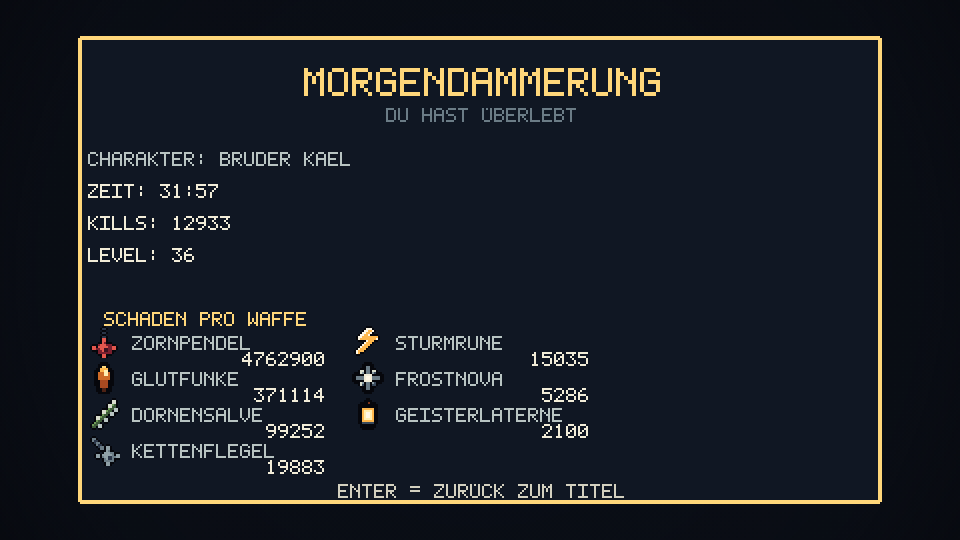 MORGENDÄMMERUNG
DU HAST ÜBERLEBT
CHARAKTER: BRUDER KAEL
ZEIT: 31:57
KILLS: 12933
LEVEL: 36
SCHADEN PRO WAFFE
ZORNPENDEL
4762900
GLUTFUNKE
371114
DORNENSALVE
99252
KETTENFLEGEL
19883
STURMRUNE
15035
FROSTNOVA
5286
GEISTERLATERNE
2100
ENTER = ZURÜCK ZUM TITEL